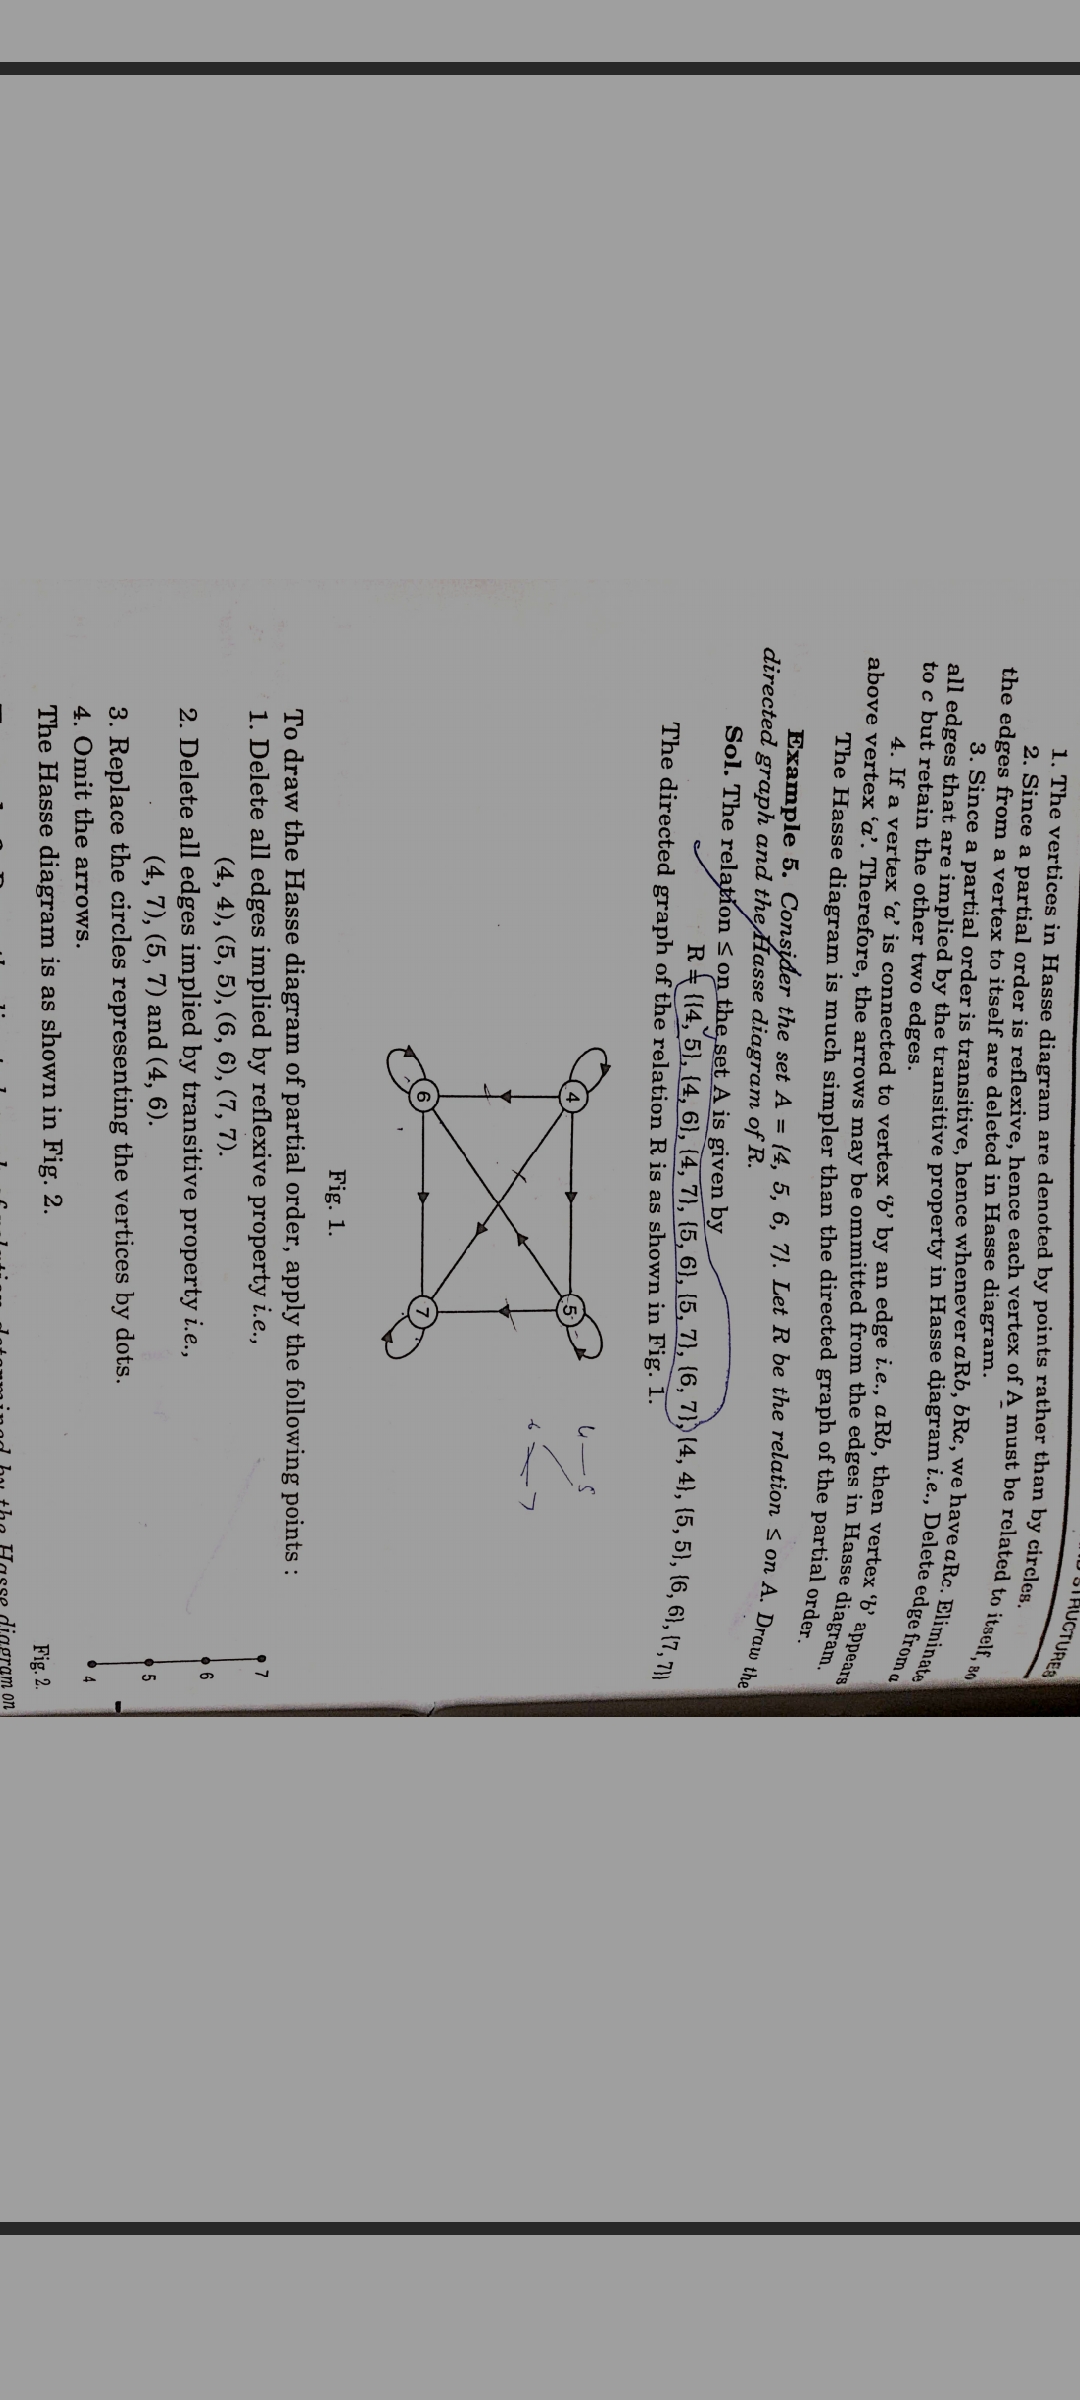 STRUCTURES
1. The vertices in Hasse diagram are denoted by points rather than by circles.
2. Since a partial order is reflexive, hence each vertex of A must be related to itself, so
the edges from a vertex to itself are deleted in Hasse diagram.
3. Since a partial order is transitive, hence whenever aRb, bRc, we have aRc. Eliminate
all edges that are implied by the transitive property in Hasse diagram i.e., Delete edge from a
to c but retain the other two edges.
4. If a vertex ‘a’ is connected to vertex ‘b’ by an edge i.e., aRb, then vertex ‘b’ appears
above vertex ‘a’. Therefore, the arrows may be ommitted from the edges in Hasse diagram.
The Hasse diagram is much simpler than the directed graph of the partial order.
Example 5. Consider the set A = {4, 5, 6, 7}. Let R be the relation ≤ on A. Draw the
directed graph and the Hasse diagram of R.
Sol. The relation ≤ on the set A is given by
R = {{4, 5}, {4, 6}, {4, 7}, {5, 6}, {5, 7}, {6, 7}, {4, 4}, {5, 5}, {6, 6}, {7, 7}}
The directed graph of the relation R is as shown in Fig. 1.
4 5
4 5
6 7
6 7
Fig. 1.
To draw the Hasse diagram of partial order, apply the following points :
1. Delete all edges implied by reflexive property i.e.,
(4, 4), (5, 5), (6, 6), (7, 7).
7
2. Delete all edges implied by transitive property i.e.,
6
(4, 7), (5, 7) and (4, 6).
5
3. Replace the circles representing the vertices by dots.
4. Omit the arrows.
4
The Hasse diagram is as shown in Fig. 2.
Fig. 2.
determined by the Hasse diagram on